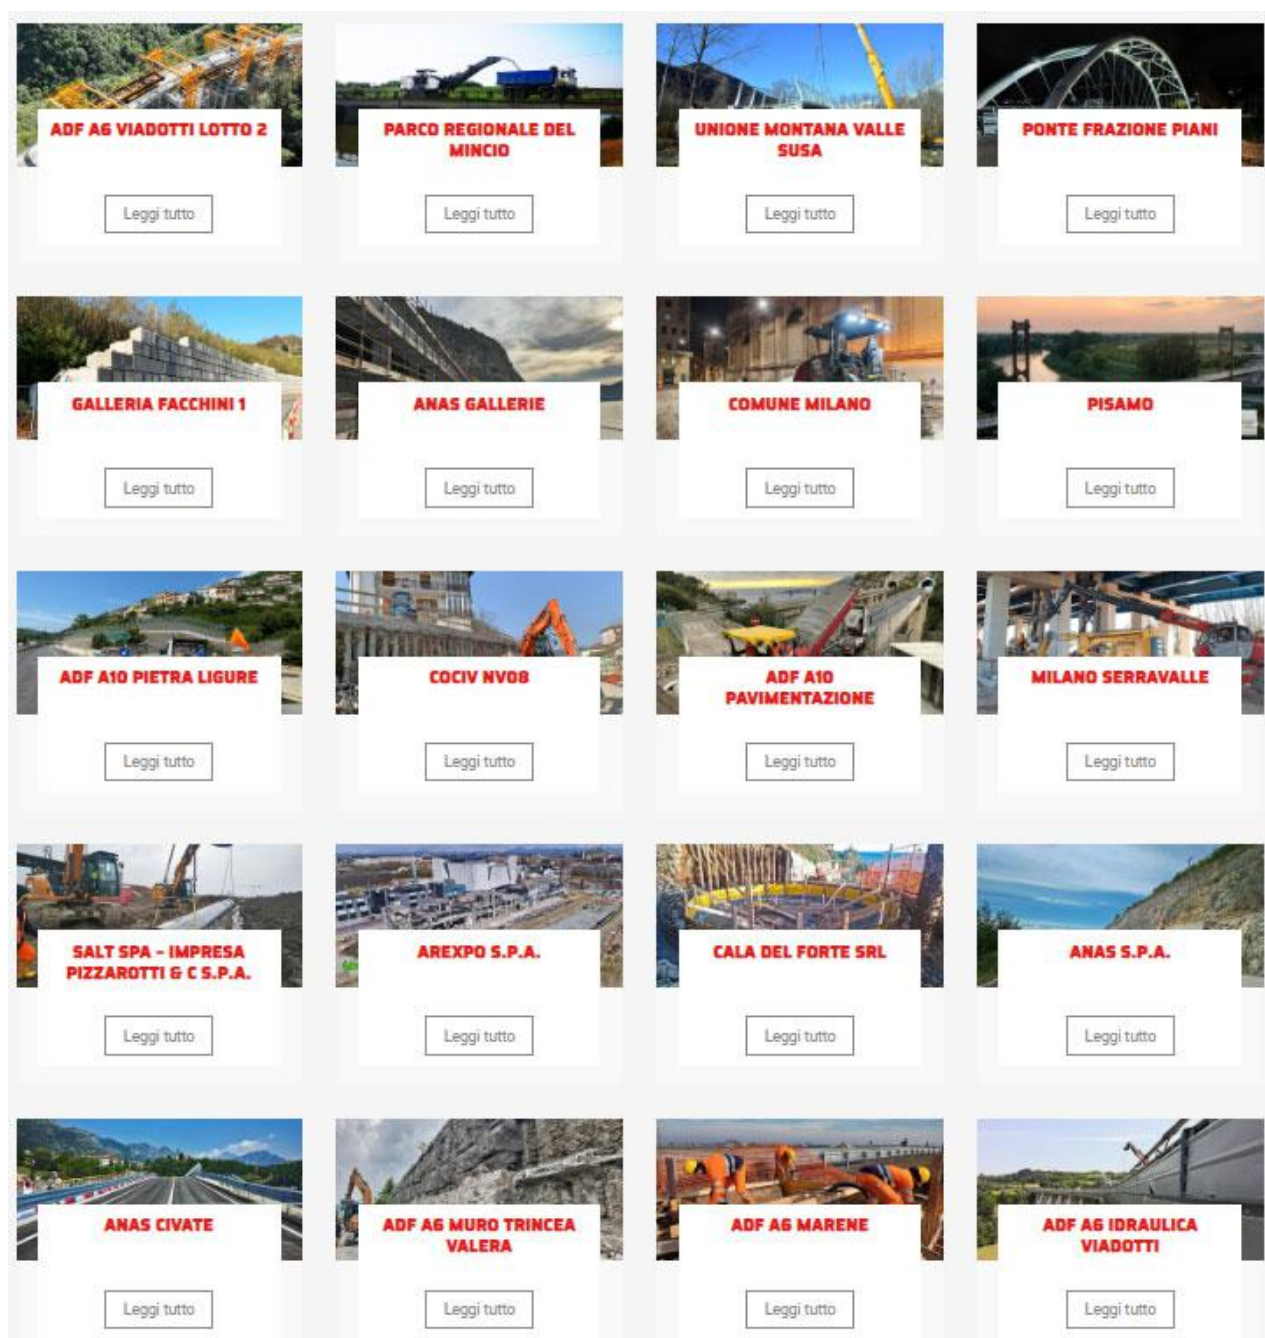 ADF A6 VIADOTTI LOTTO 2
Leggi tutto
PARCO REGIONALE DEL
MINCIO
Leggi tutto
UNIONE MONTANA VALLE
SUSA
Leggi tutto
PONTE FRAZIONE PIANI
Leggi tutto
GALLERIA FACCHINI 1
Leggi tutto
ANAS GALLERIE
Leggi tutto
COMUNE MILANO
Leggi tutto
PISAMO
Leggi tutto
ADF A10 PIETRA LIGURE
Leggi tutto
COCIV NV08
Leggi tutto
ADF A10
PAVIMENTAZIONE
Leggi tutto
MILANO SERRAVALLE
Leggi tutto
SALT SPA – IMPRESA
PIZZAROTTI & C S.P.A.
Leggi tutto
AREXPO S.P.A.
Leggi tutto
CALA DEL FORTE SRL
Leggi tutto
ANAS S.P.A.
Leggi tutto
ANAS CIVATE
Leggi tutto
ADF A6 MURO TRINCEA
VALERA
Leggi tutto
ADF A6 MARENE
Leggi tutto
ADF A6 IDRAULICA
VIADOTTI
Leggi tutto